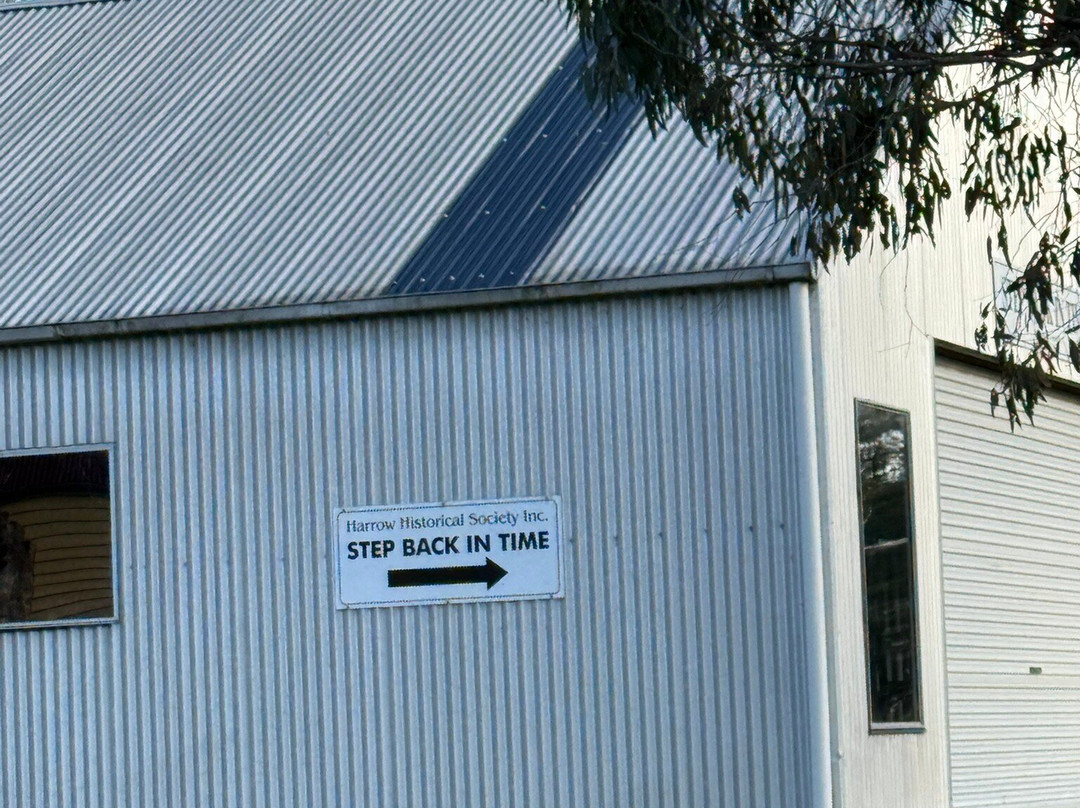 Harrow Historical Society Inc.
STEP BACK IN TIME